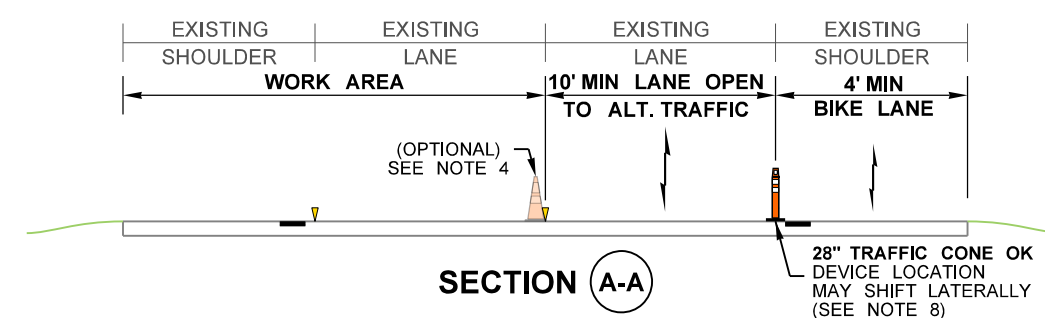 EXISTING EXISTING EXISTING EXISTING
SHOULDER LANE LANE SHOULDER
WORK AREA 10' MIN LANE OPEN 4' MIN
TO ALT. TRAFFIC BIKE LANE
(OPTIONAL)
SEE NOTE 4
28" TRAFFIC CONE OK
DEVICE LOCATION
MAY SHIFT LATERALLY
(SEE NOTE 8)
SECTION A-A